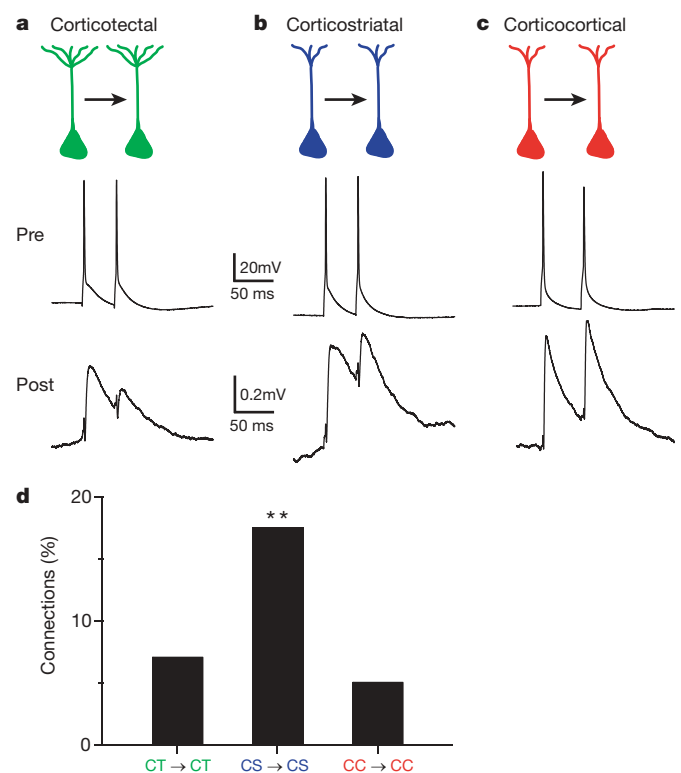 a Corticotectal
b Corticostriatal
c Corticocortical
Pre
20mV
50 ms
Post
0.2mV
50 ms
d
Connections (%)
20
10
0
**
CT → CT
CS → CS
CC → CC